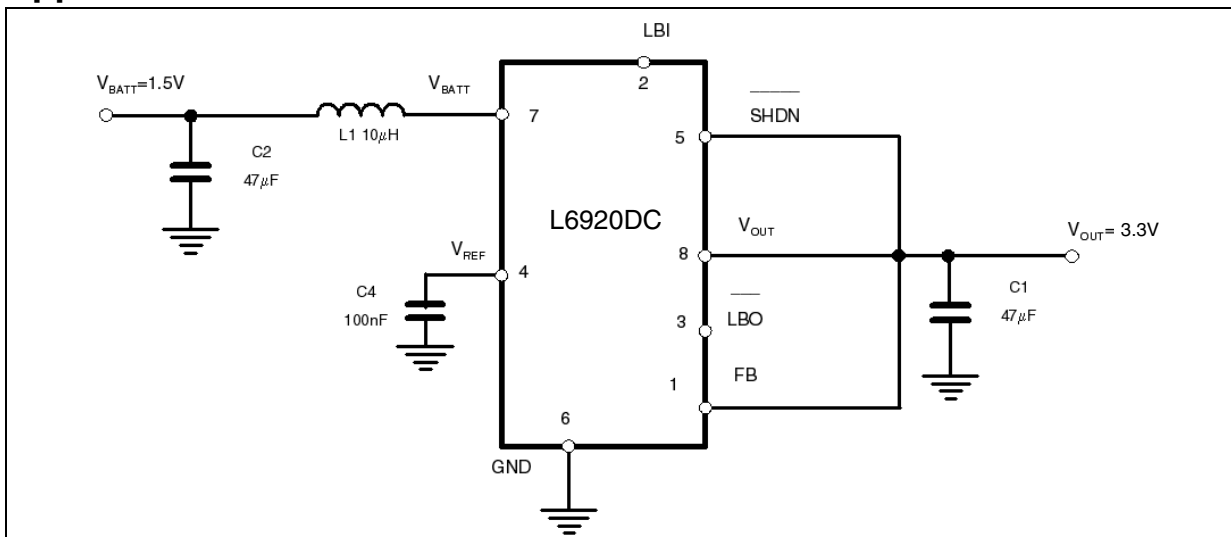 LBI
2
V_BATT=1.5V
V_BATT
7
L1 10µH
C2
47µF
SHDN
5
L6920DC
V_REF
4
V_OUT
8
V_OUT= 3.3V
C4
100nF
C1
47µF
3
LBO
FB
1
6
GND